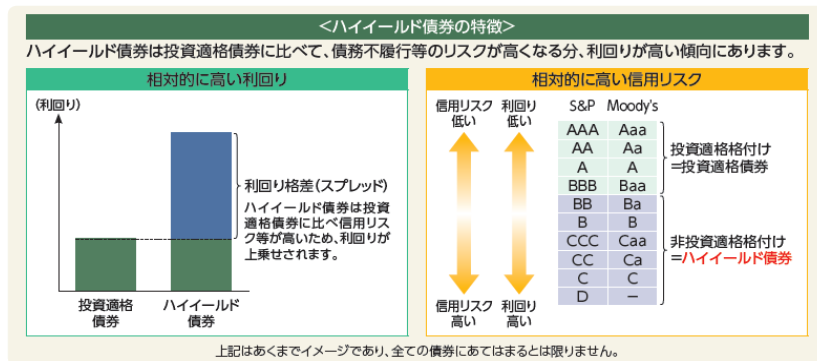 <ハイイールド債券の特徴>
ハイイールド債券は投資適格債券に比べて、債務不履行等のリスクが高くなる分、利回りが高い傾向にあります。
相対的に高い利回り
(利回り)
利回り格差(スプレッド)
ハイイールド債券は投資
適格債券に比べ信用リス
ク等が高いため、利回りが
上乗せされます。
投資適格
債券
ハイイールド
債券
相対的に高い信用リスク
信用リスク 利回り S&P Moody's
低い 低い
AAA Aaa
AA Aa
A A
BBB Baa
投資適格格付け
=投資適格債券
BB Ba
B B
CCC Caa
CC Ca
C C
D –
非投資適格格付け
=ハイイールド債券
信用リスク 利回り
高い 高い
上記はあくまでイメージであり、全ての債券にあてはまるとは限りません。